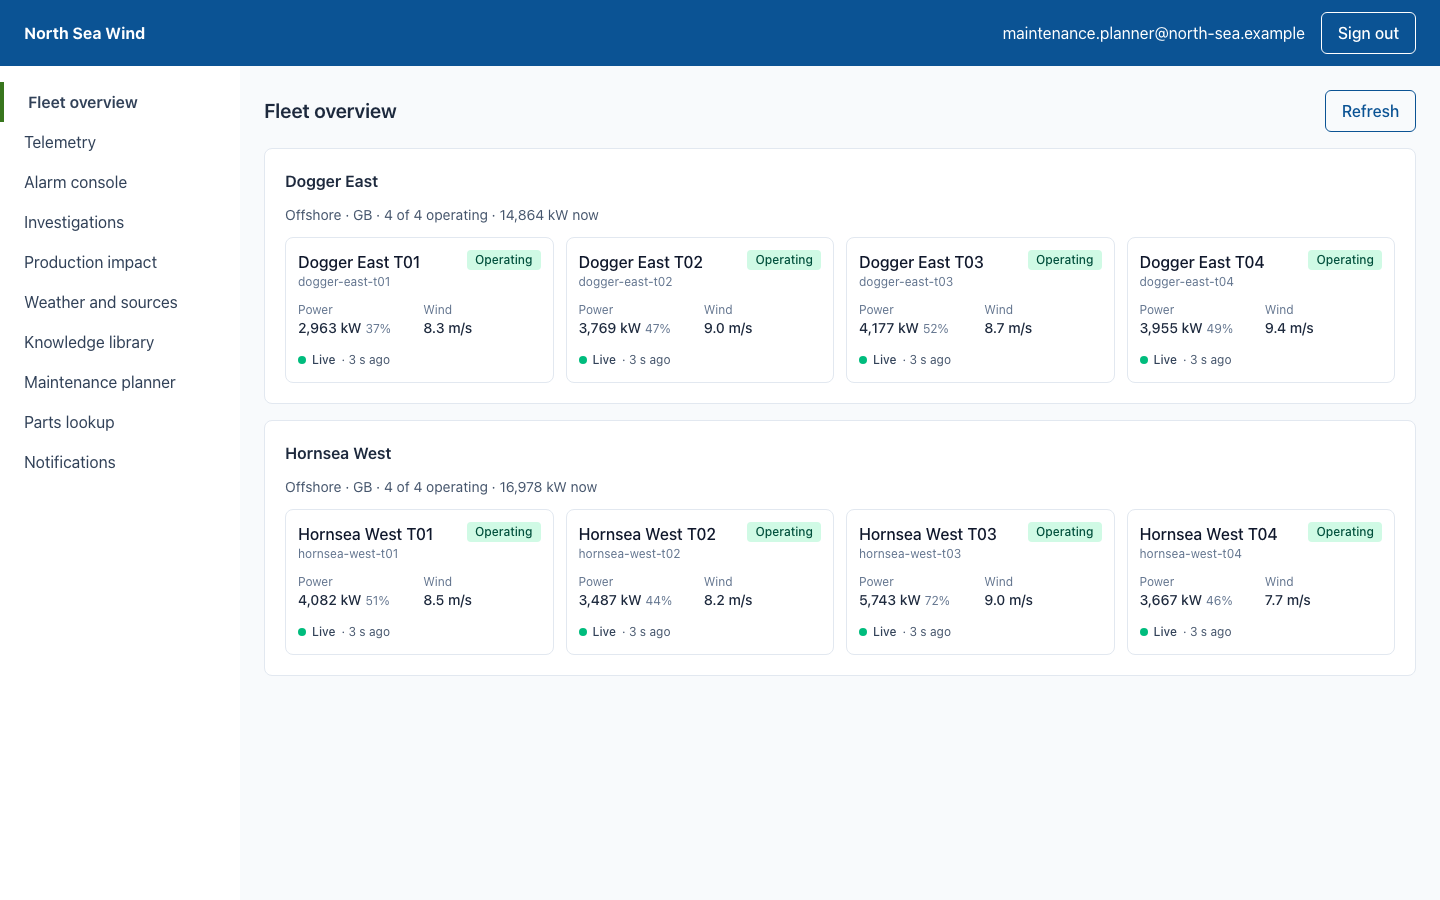 North Sea Wind
maintenance.planner@north-sea.example
Sign out
Fleet overview
Telemetry
Alarm console
Investigations
Production impact
Weather and sources
Knowledge library
Maintenance planner
Parts lookup
Notifications
Fleet overview
Refresh
Dogger East
Offshore · GB · 4 of 4 operating · 14,864 kW now
Dogger East T01
Operating
dogger-east-t01
Power
Wind
2,963 kW 37%
8.3 m/s
Live · 3 s ago
Dogger East T02
Operating
dogger-east-t02
Power
Wind
3,769 kW 47%
9.0 m/s
Live · 3 s ago
Dogger East T03
Operating
dogger-east-t03
Power
Wind
4,177 kW 52%
8.7 m/s
Live · 3 s ago
Dogger East T04
Operating
dogger-east-t04
Power
Wind
3,955 kW 49%
9.4 m/s
Live · 3 s ago
Hornsea West
Offshore · GB · 4 of 4 operating · 16,978 kW now
Hornsea West T01
Operating
hornsea-west-t01
Power
Wind
4,082 kW 51%
8.5 m/s
Live · 3 s ago
Hornsea West T02
Operating
hornsea-west-t02
Power
Wind
3,487 kW 44%
8.2 m/s
Live · 3 s ago
Hornsea West T03
Operating
hornsea-west-t03
Power
Wind
5,743 kW 72%
9.0 m/s
Live · 3 s ago
Hornsea West T04
Operating
hornsea-west-t04
Power
Wind
3,667 kW 46%
7.7 m/s
Live · 3 s ago